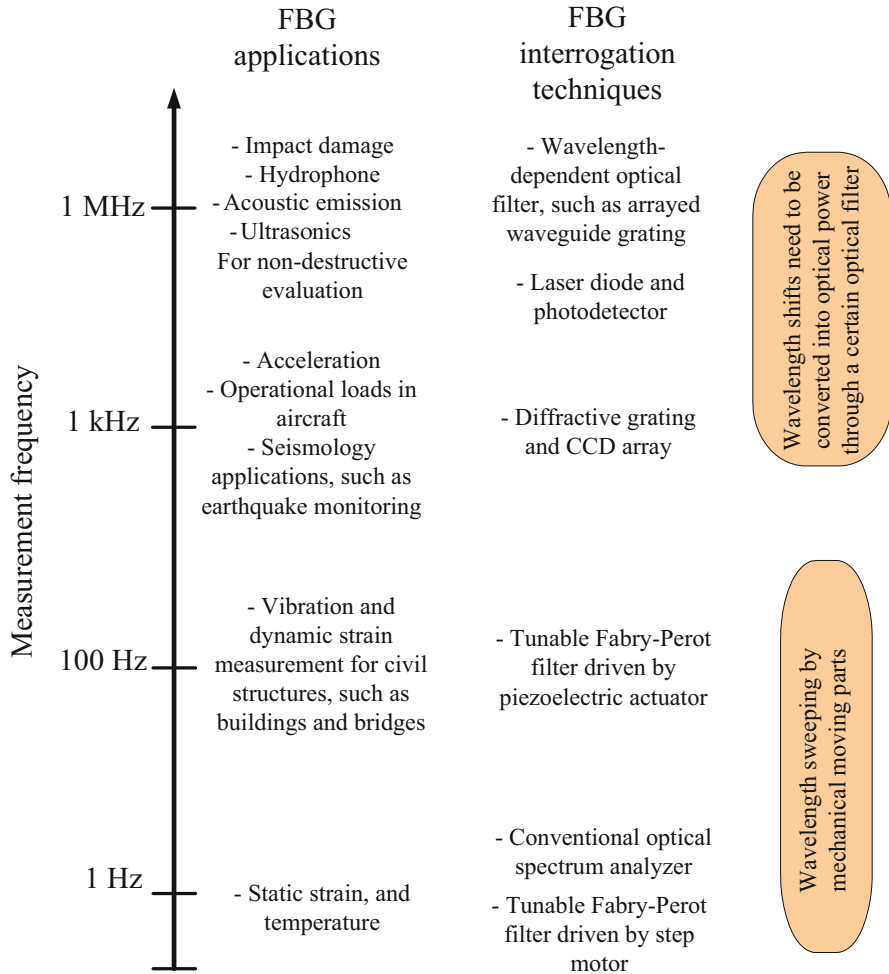 FBG
applications
FBG
interrogation
techniques
Measurement frequency
1 MHz
1 kHz
100 Hz
1 Hz
- Impact damage
- Hydrophone
- Acoustic emission
- Ultrasonics
For non-destructive
evaluation
- Acceleration
- Operational loads in
aircraft
- Seismology
applications, such as
earthquake monitoring
- Vibration and
dynamic strain
measurement for civil
structures, such as
buildings and bridges
- Static strain, and
temperature
- Wavelength-
dependent optical
filter, such as arrayed
waveguide grating
- Laser diode and
photodetector
- Diffractive grating
and CCD array
- Tunable Fabry-Perot
filter driven by
piezoelectric actuator
- Conventional optical
spectrum analyzer
- Tunable Fabry-Perot
filter driven by step
motor
Wavelength shifts need to be
converted into optical power
through a certain optical filter
Wavelength sweeping by
mechanical moving parts